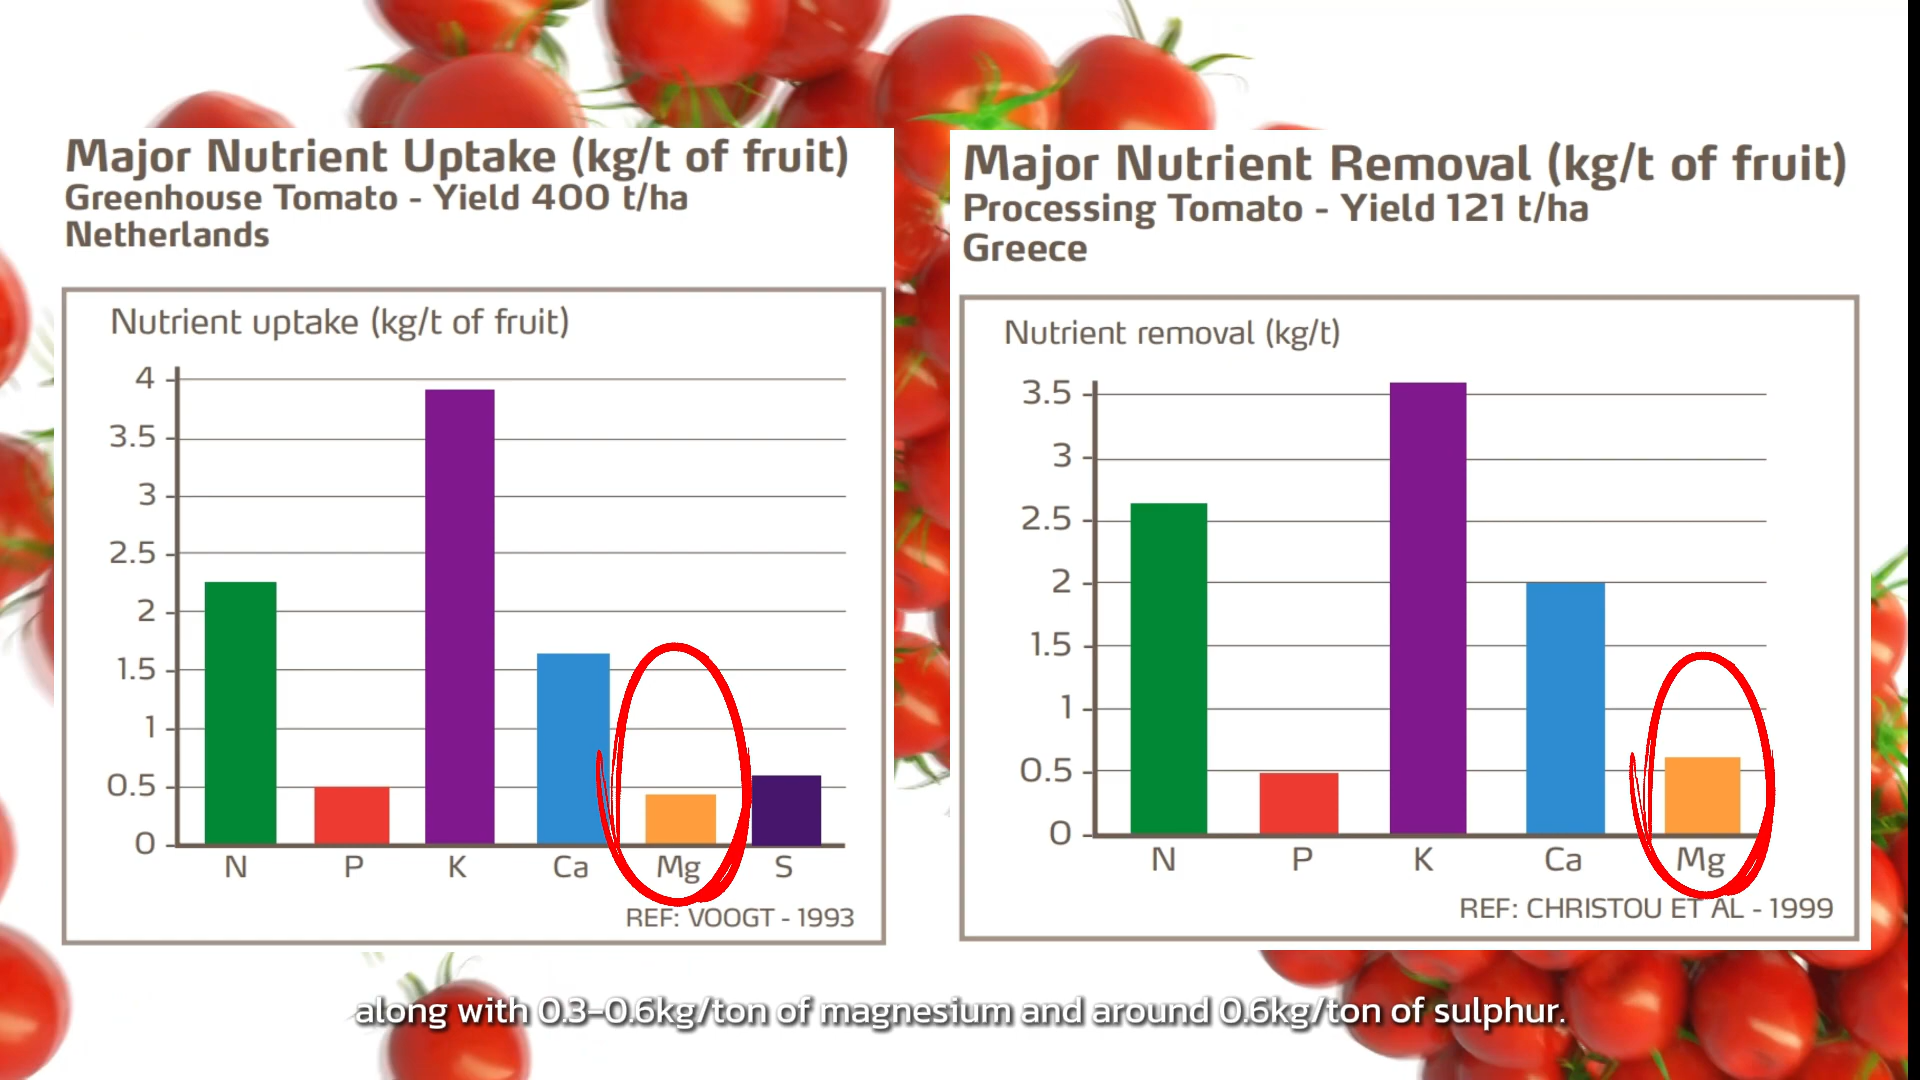 Major Nutrient Uptake (kg/t of fruit)
Greenhouse Tomato - Yield 400 t/ha
Netherlands
Nutrient uptake (kg/t of fruit)
4
3.5
3
2.5
2
1.5
1
0.5
0
N P K Ca Mg S
REF: VOOGT - 1993
Major Nutrient Removal (kg/t of fruit)
Processing Tomato - Yield 121 t/ha
Greece
Nutrient removal (kg/t)
3.5
3
2.5
2
1.5
1
0.5
0
N P K Ca Mg
REF: CHRISTOU ET AL - 1999
along with 0.3-0.6kg/ton of magnesium and around 0.6kg/ton of sulphur.